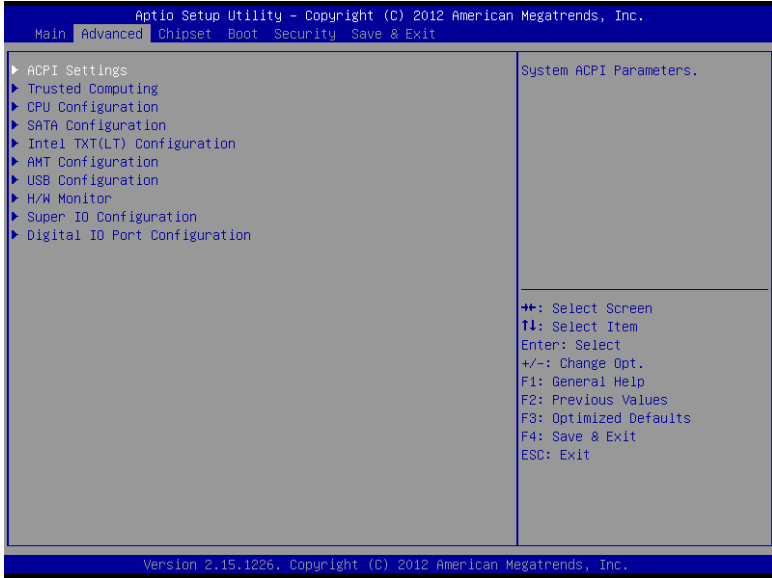 Aptio Setup Utility – Copyright (C) 2012 American Megatrends, Inc.
Main Advanced Chipset Boot Security Save & Exit
▶ ACPI Settings
▶ Trusted Computing
▶ CPU Configuration
▶ SATA Configuration
▶ Intel TXT(LT) Configuration
▶ AMT Configuration
▶ USB Configuration
▶ H/W Monitor
▶ Super IO Configuration
▶ Digital IO Port Configuration
System ACPI Parameters.
→←: Select Screen
↑↓: Select Item
Enter: Select
+/-: Change Opt.
F1: General Help
F2: Previous Values
F3: Optimized Defaults
F4: Save & Exit
ESC: Exit
Version 2.15.1226. Copyright (C) 2012 American Megatrends, Inc.